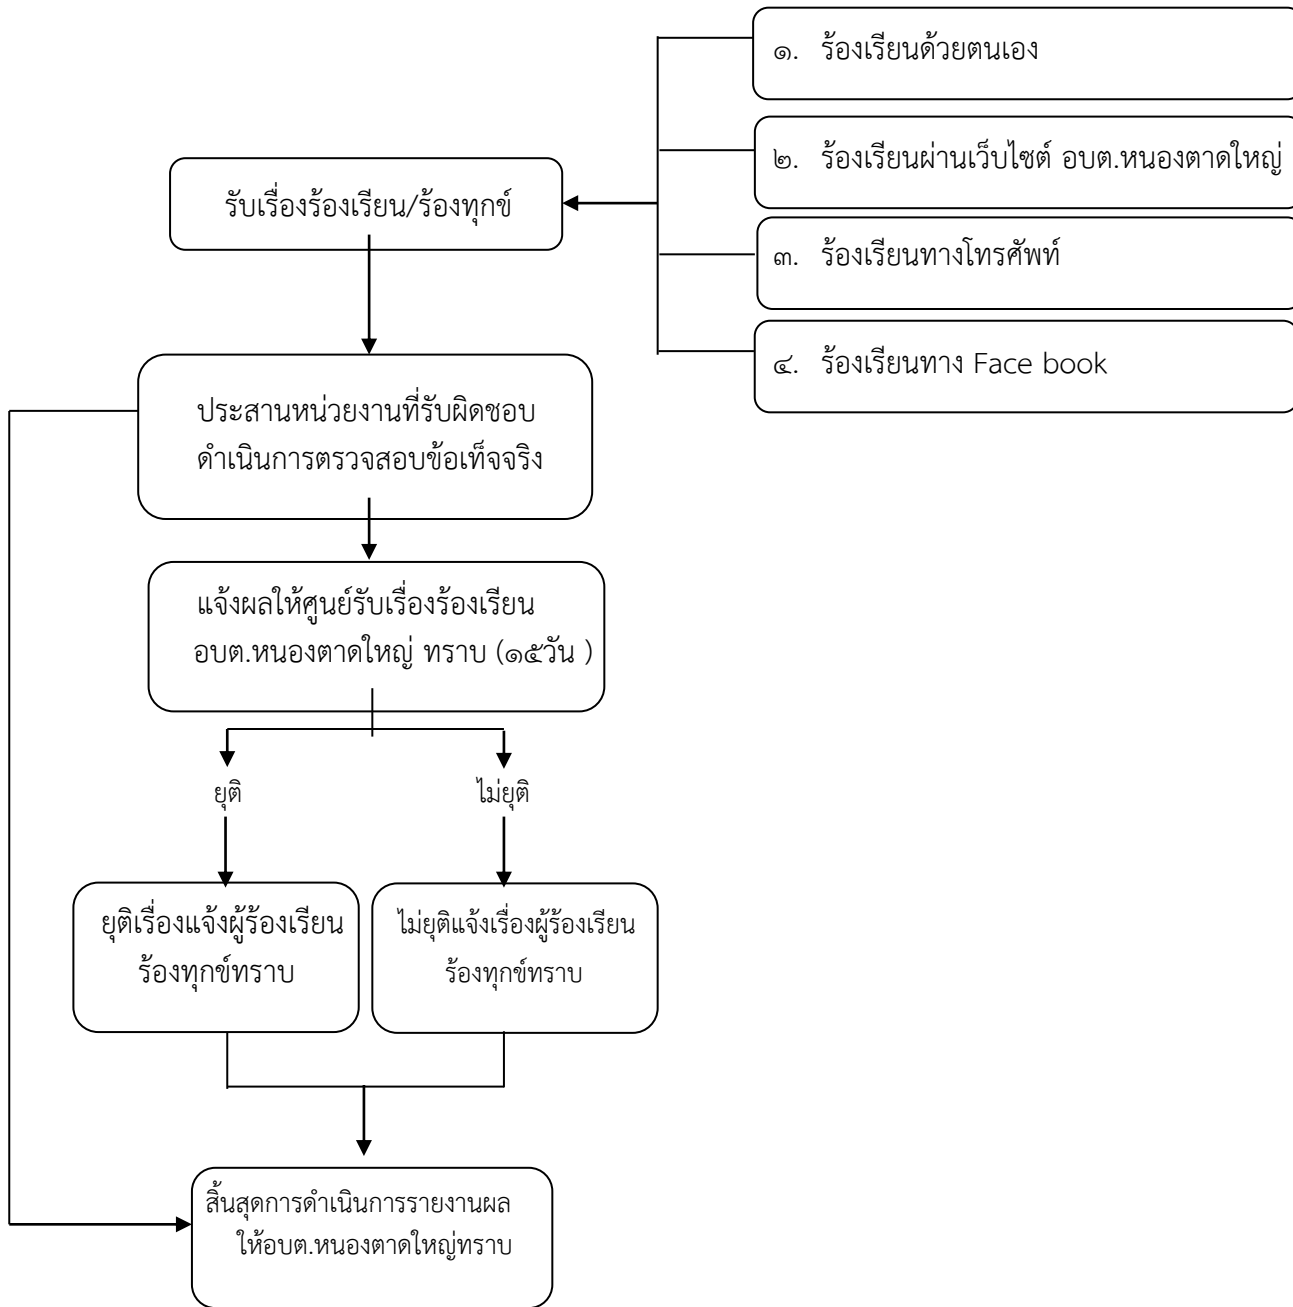 ๑. ร้องเรียนด้วยตนเอง
๒. ร้องเรียนผ่านเว็บไซต์ อบต.หนองตาดใหญ่
รับเรื่องร้องเรียน/ร้องทุกข์
๓. ร้องเรียนทางโทรศัพท์
๔. ร้องเรียนทาง Face book
ประสานหน่วยงานที่รับผิดชอบ
ดำเนินการตรวจสอบข้อเท็จจริง
แจ้งผลให้ศูนย์รับเรื่องร้องเรียน
อบต.หนองตาดใหญ่ ทราบ (๑๕วัน )
ยุติ
ไม่ยุติ
ยุติเรื่องแจ้งผู้ร้องเรียน
ร้องทุกข์ทราบ
ไม่ยุติแจ้งเรื่องผู้ร้องเรียน
ร้องทุกข์ทราบ
สิ้นสุดการดำเนินการรายงานผล
ให้อบต.หนองตาดใหญ่ทราบ